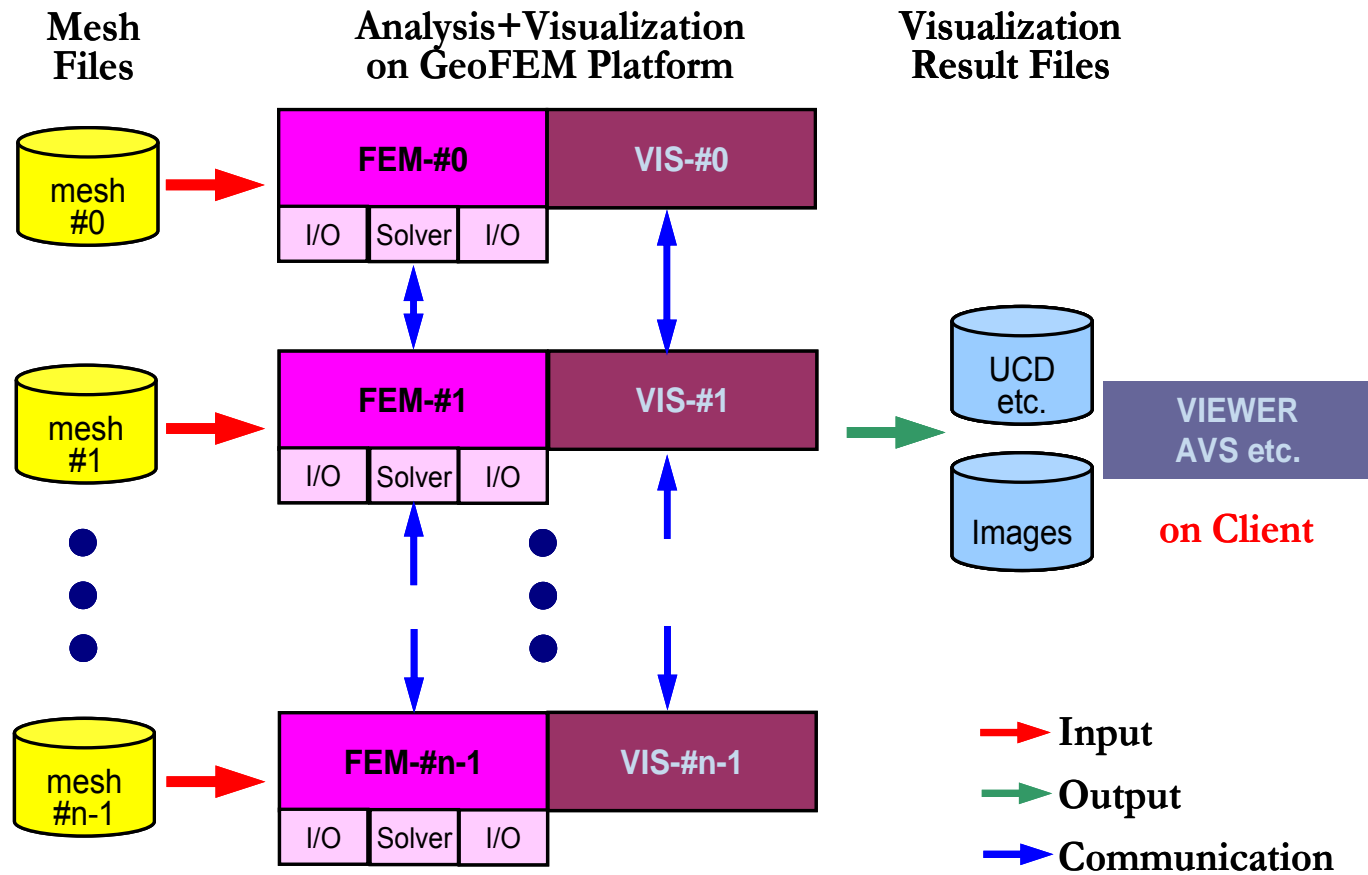 Mesh
Files
Analysis+Visualization
on GeoFEM Platform
Visualization
Result Files
mesh
#0
FEM-#0
VIS-#0
I/O
Solver
I/O
mesh
#1
FEM-#1
VIS-#1
I/O
Solver
I/O
UCD
etc.
Images
VIEWER
AVS etc.
on Client
mesh
#n-1
FEM-#n-1
VIS-#n-1
I/O
Solver
I/O
Input
Output
Communication